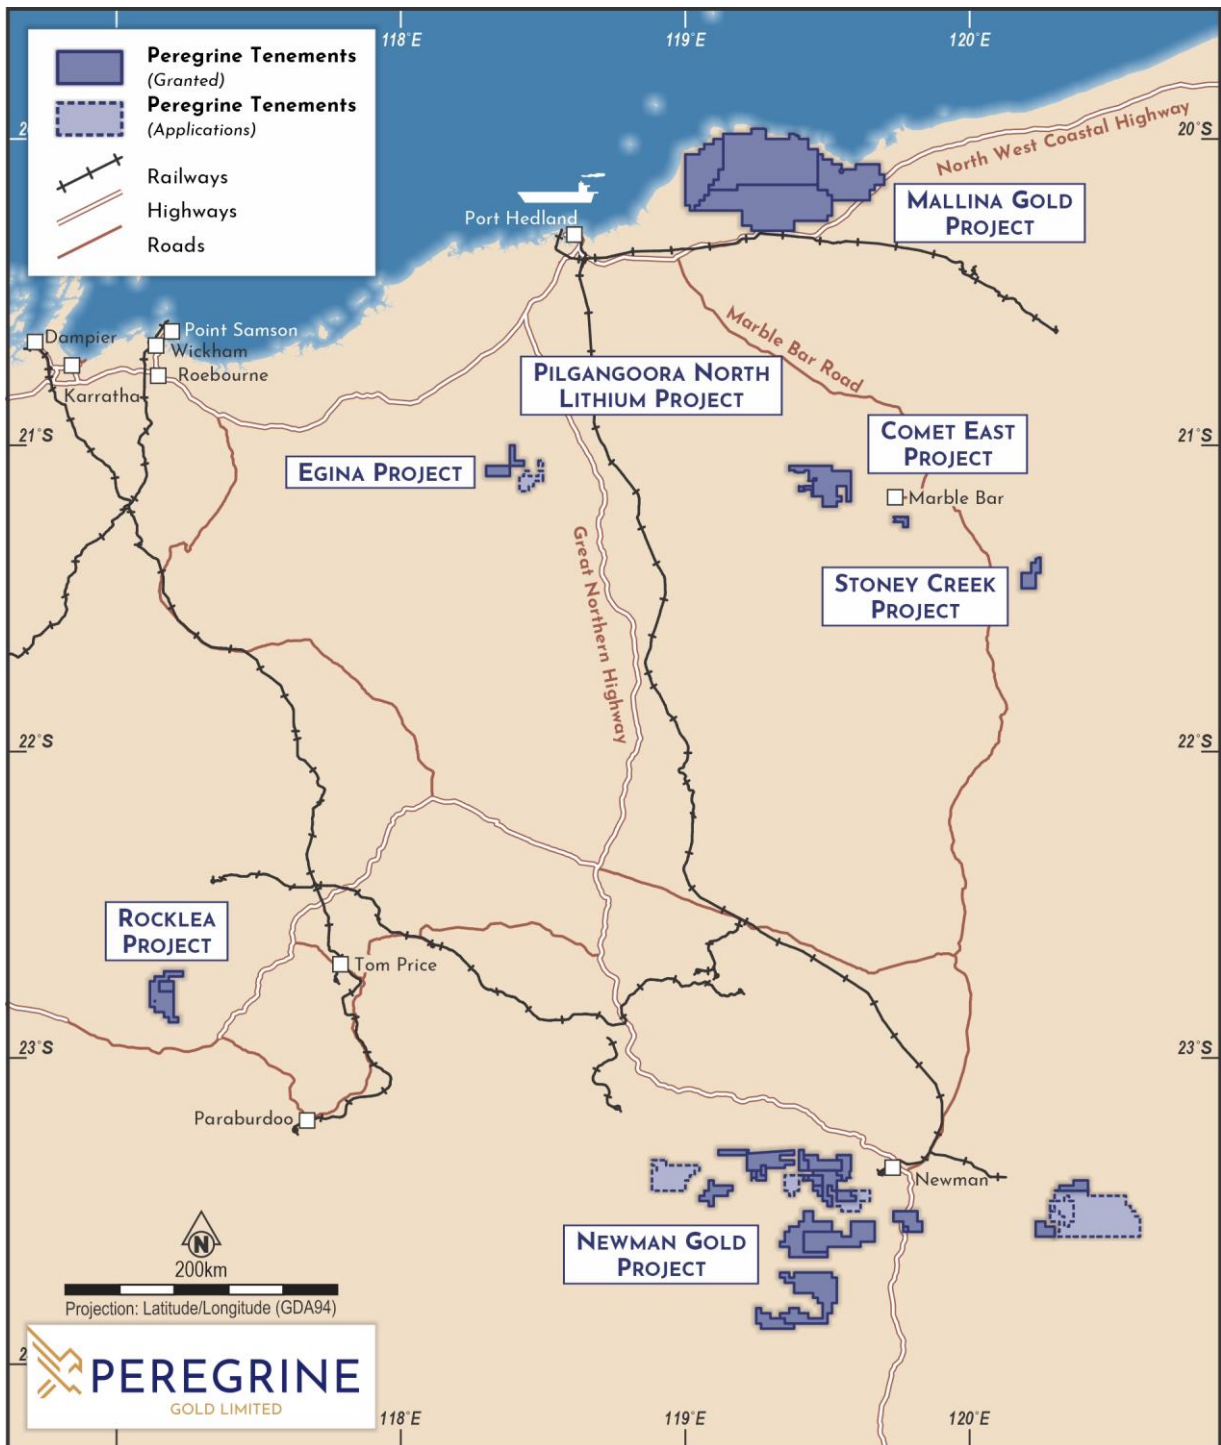 118°E
119°E
120°E
Peregrine Tenements
(Granted)
Peregrine Tenements
(Applications)
Railways
Highways
Roads
20°S
North West Coastal Highway
MALLINA GOLD
PROJECT
Port Hedland
Marble Bar Road
Dampier
Point Samson
Wickham
Roebourne
Karratha
PILGANGOORA NORTH
LITHIUM PROJECT
21°S
21°S
COMET EAST
PROJECT
EGINA PROJECT
Marble Bar
Great Northern Highway
STONEY CREEK
PROJECT
22°S
22°S
ROCKLEA
PROJECT
Tom Price
23°S
23°S
Paraburdoo
Newman
NEWMAN GOLD
PROJECT
N
200km
Projection: Latitude/Longitude (GDA94)
PEREGRINE
GOLD LIMITED
118°E
119°E
120°E